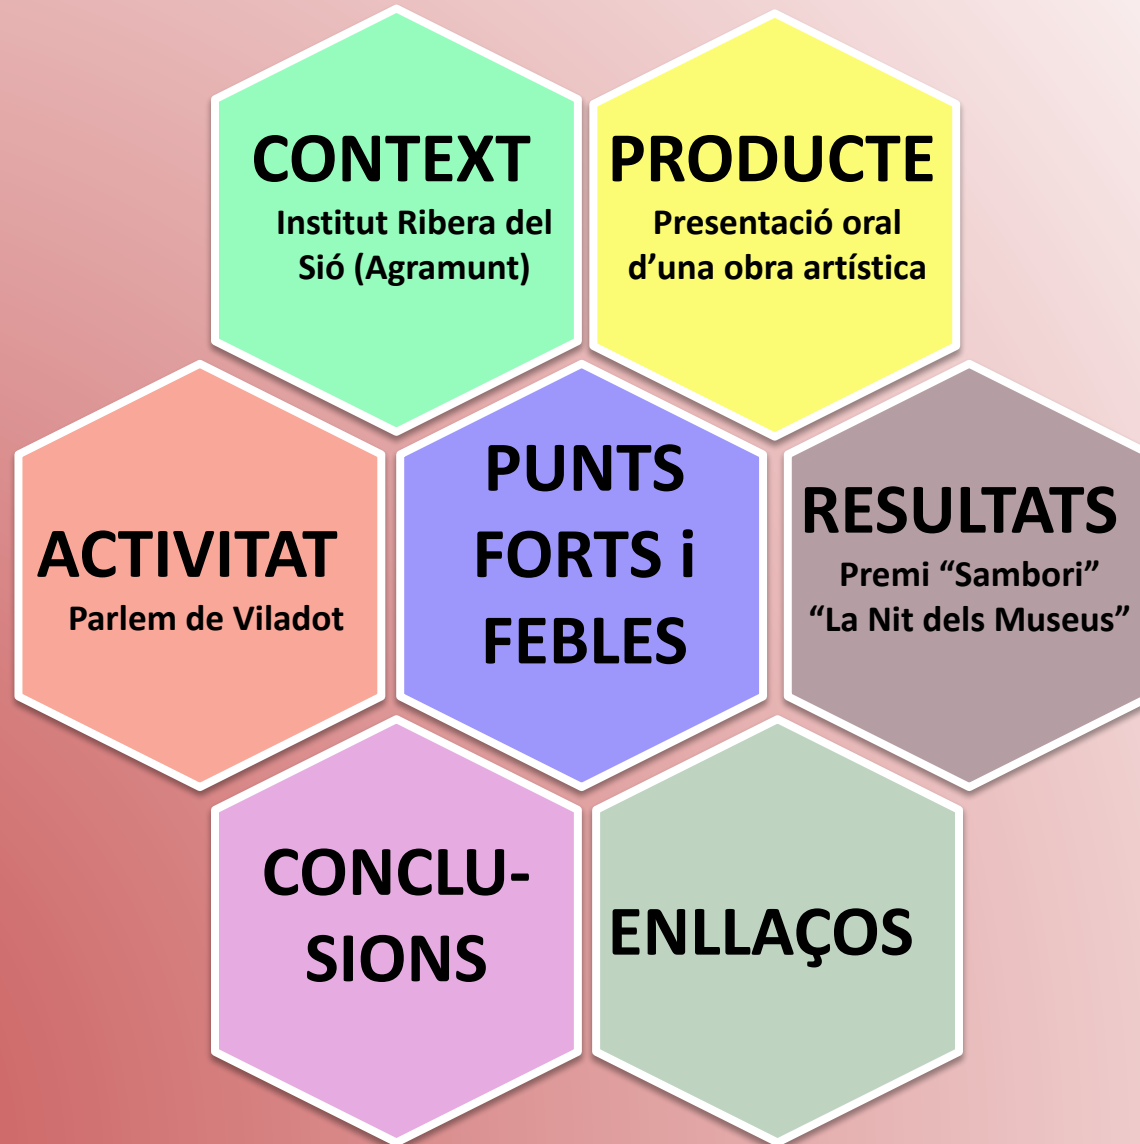 CONTEXT
Institut Ribera del
Sió (Agramunt)
PRODUCTE
Presentació oral
d’una obra artística
ACTIVITAT
Parlem de Viladot
PUNTS
FORTS i
FEBLES
RESULTATS
Premi “Sambori”
“La Nit dels Museus”
CONCLU-
SIONS
ENLLAÇOS